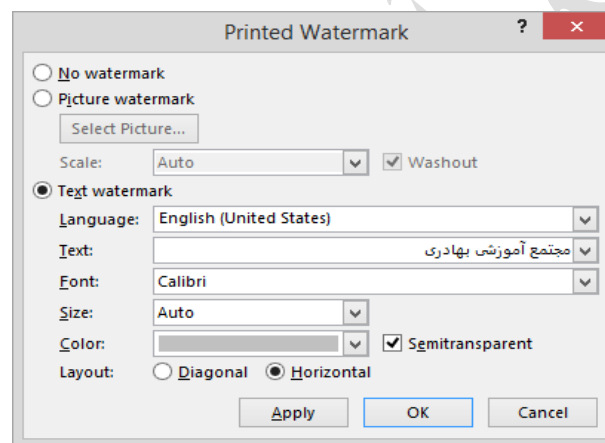 Printed Watermark ? ×
No watermark
Picture watermark
Select Picture...
Scale: Auto Washout
Text watermark
Language: English (United States)
Text: مجتمع آموزشی بهادری
Font: Calibri
Size: Auto
Color: Semitransparent
Layout: Diagonal Horizontal
Apply OK Cancel